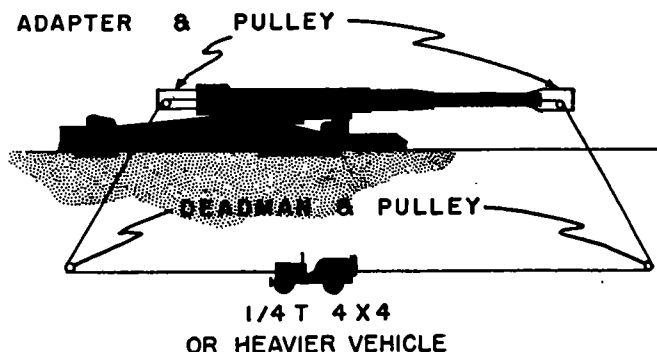 ADAPTER & PULLEY
DEADMAN & PULLEY
1/4 T 4X4
OR HEAVIER VEHICLE